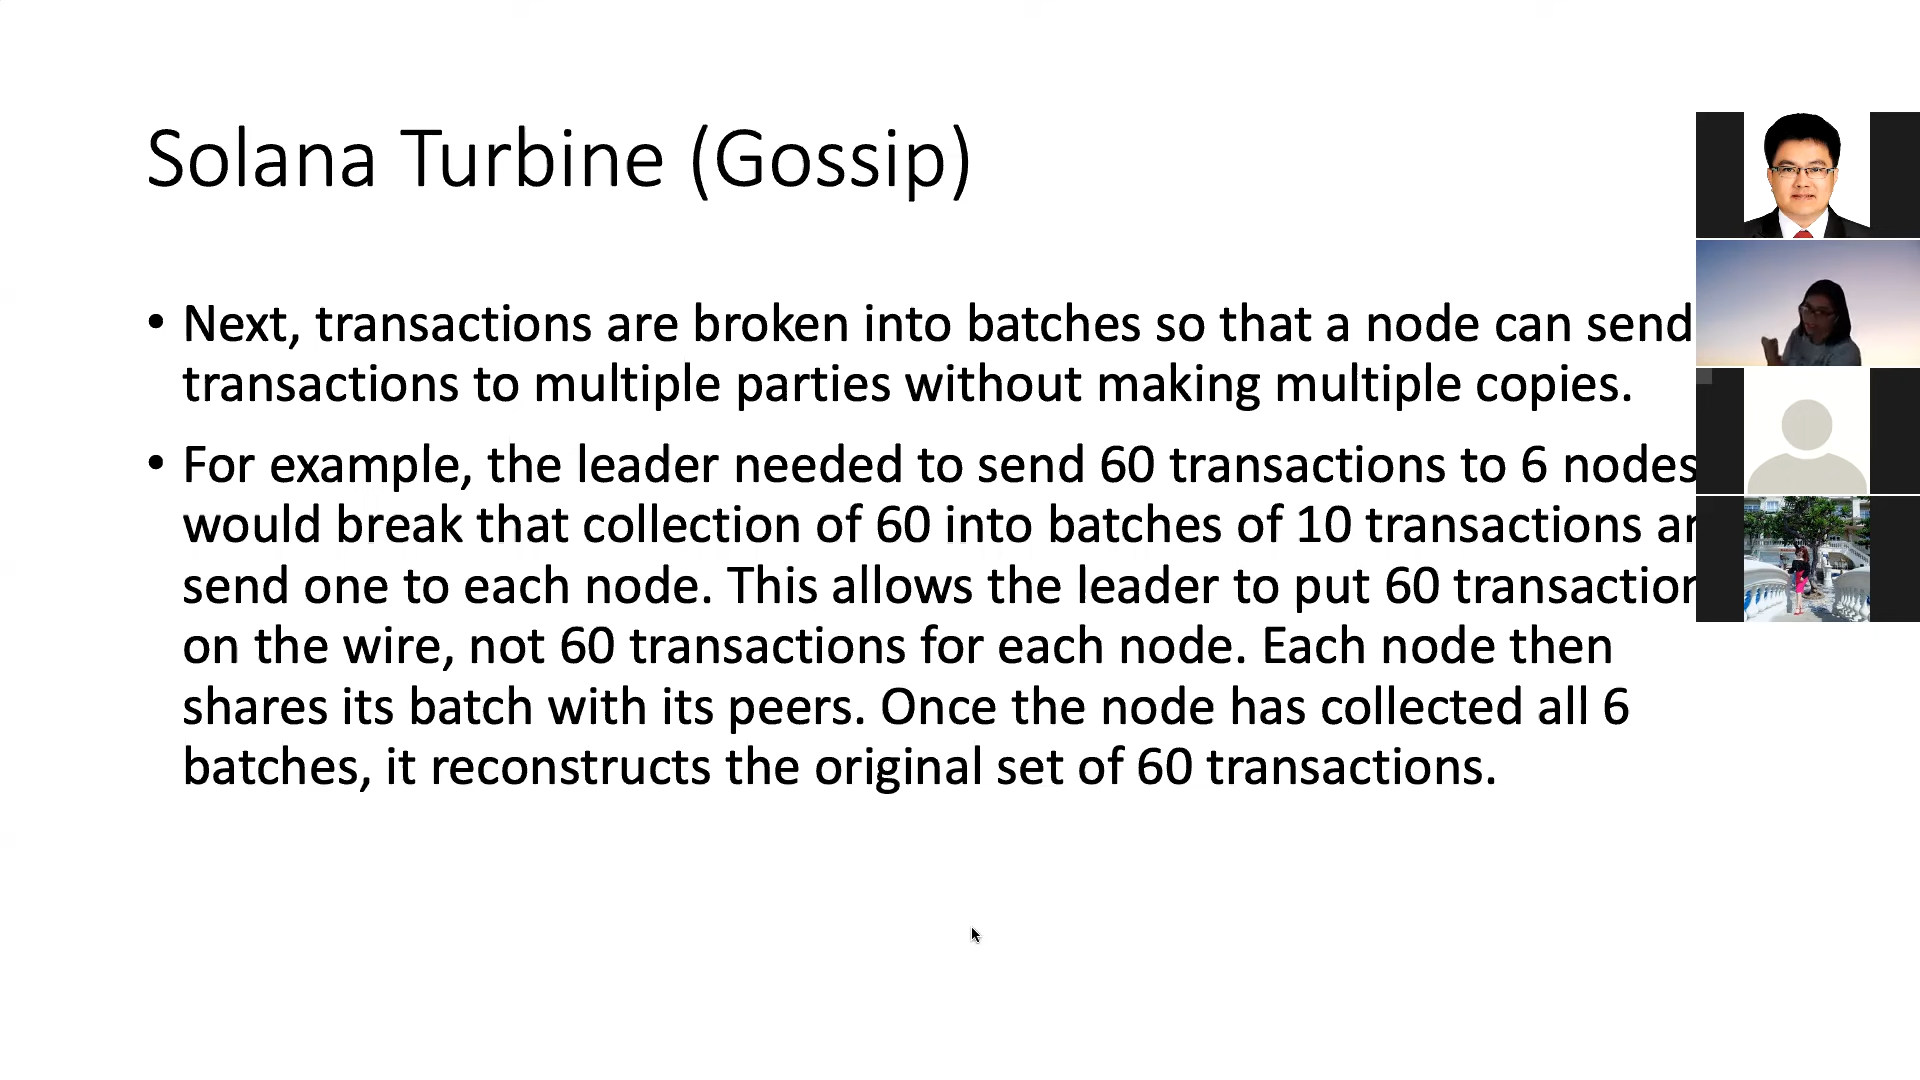 Solana Turbine (Gossip)
• Next, transactions are broken into batches so that a node can send
transactions to multiple parties without making multiple copies.
• For example, the leader needed to send 60 transactions to 6 nodes
would break that collection of 60 into batches of 10 transactions
send one to each node. This allows the leader to put 60
on the wire, not 60 transactions for each node. Each node then
shares its batch with its peers. Once the node has collected all 6
batches, it reconstructs the original set of 60 transactions.